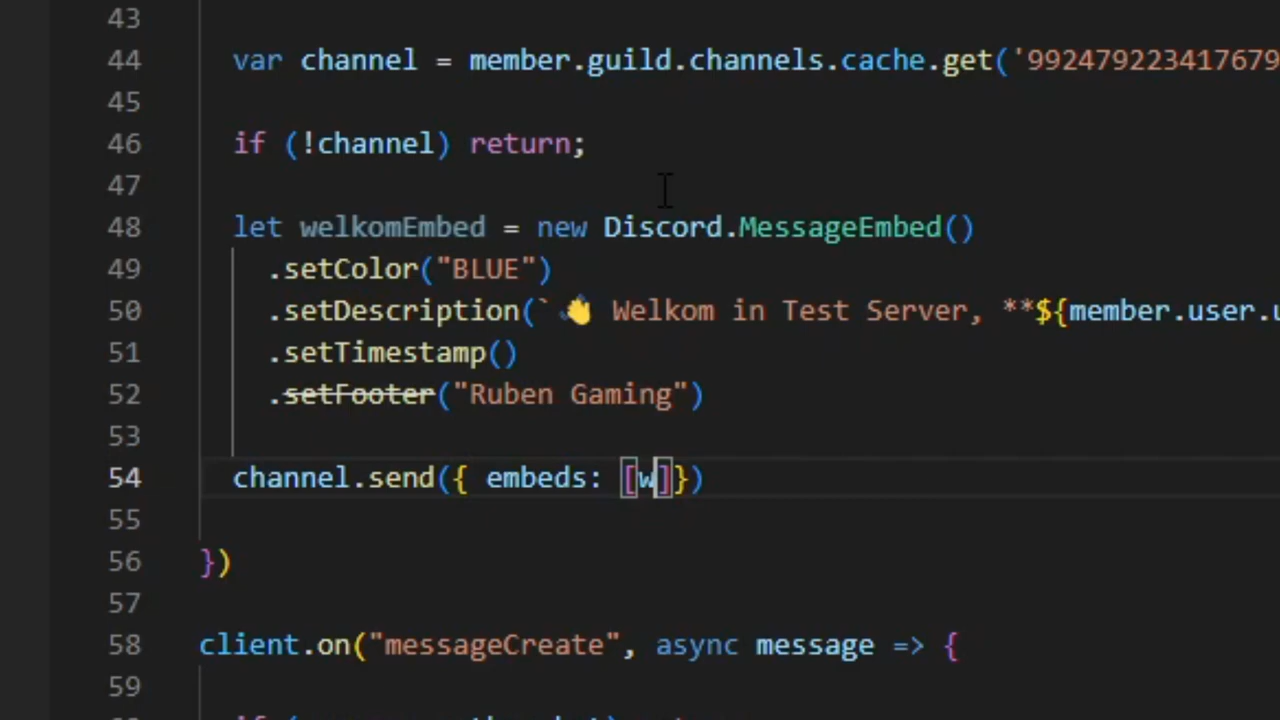 43
44 var channel = member.guild.channels.cache.get('992479223417679
45
46 if (!channel) return;
47
48 let welkomEmbed = new Discord.MessageEmbed()
49 .setColor("BLUE")
50 .setDescription(`👋 Welkom in Test Server, **${member.user.u
51 .setTimestamp()
52 .setFooter("Ruben Gaming")
53
54 channel.send({ embeds: [w]})
55
56 })
57
58 client.on("messageCreate", async message => {
59